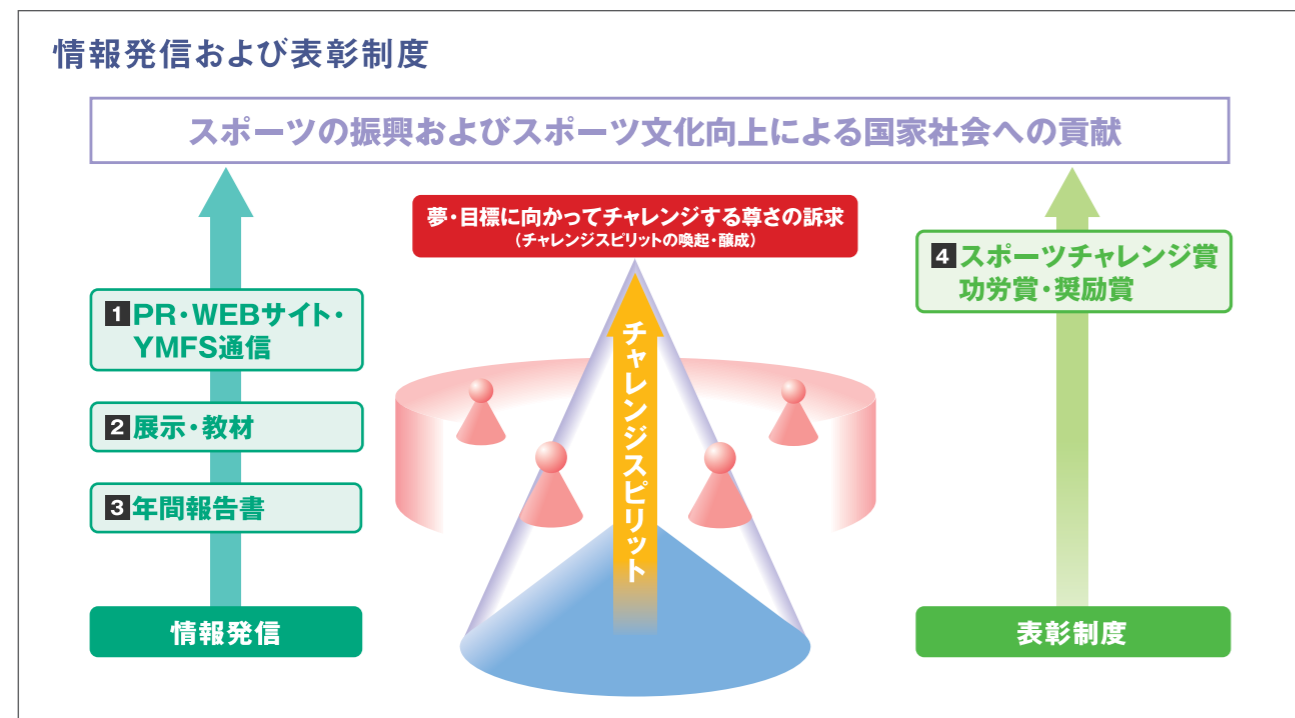 情報発信および表彰制度
スポーツの振興およびスポーツ文化向上による国家社会への貢献
夢・目標に向かってチャレンジする尊さの訴求
(チャレンジスピリットの喚起・醸成)
1 PR・WEBサイト・
YMFS通信
2 展示・教材
3 年間報告書
情報発信
チャレンジスピリット
4 スポーツチャレンジ賞
功労賞・奨励賞
表彰制度